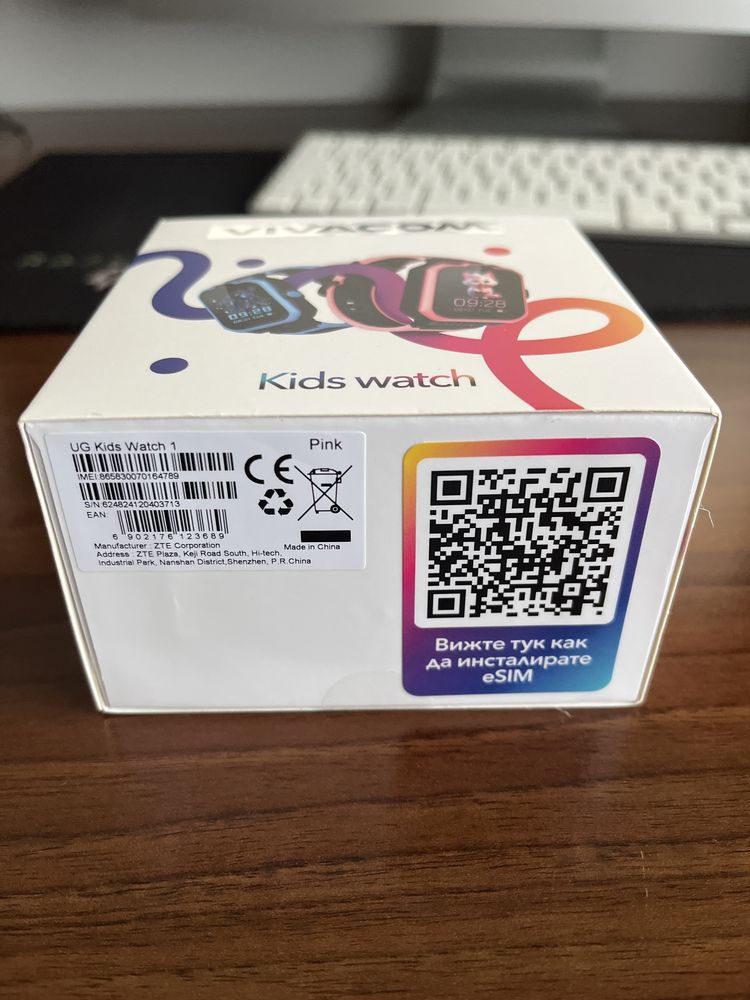 VIVACOM
09:28
09:28
Kids watch
UG Kids Watch 1
Pink
IMEI:865830070164789
S/N:624824120403713
EAN:
6 902176 123689
Manufacturer : ZTE Corporation
Made in China
Address : ZTE Plaza, Keji Road South, Hi-tech,
Industrial Park, Nanshan District,Shenzhen, P.R.China
CE
Вижте тук как
да инсталирате
eSIM